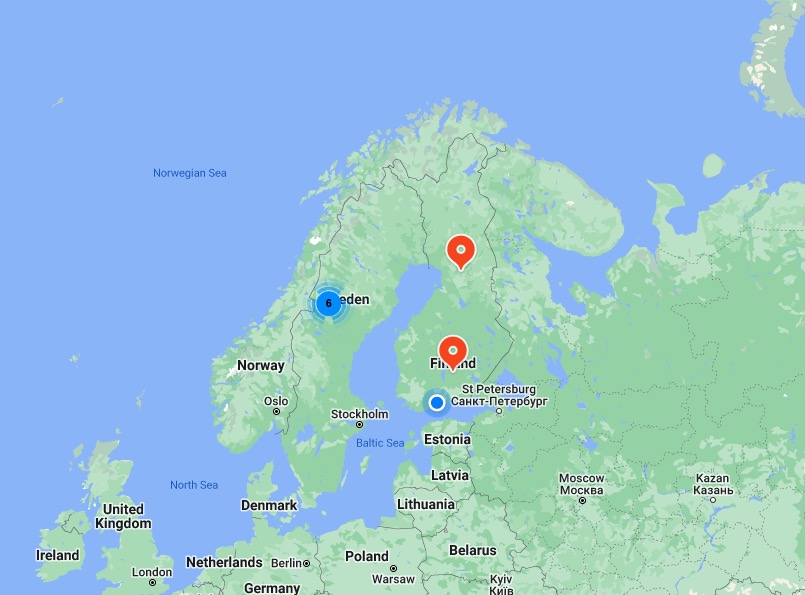 Norwegian Sea
6
eden
Norway
Finland
St Petersburg
Санкт-Петербург
Oslo
Stockholm
Baltic Sea
Estonia
Latvia
Moscow
Москва
Kazan
Казань
North Sea
Denmark
Lithuania
United
Kingdom
Ireland
Netherlands
Berlin
Poland
Belarus
London
Warsaw
Germany
Kyiv
Київ